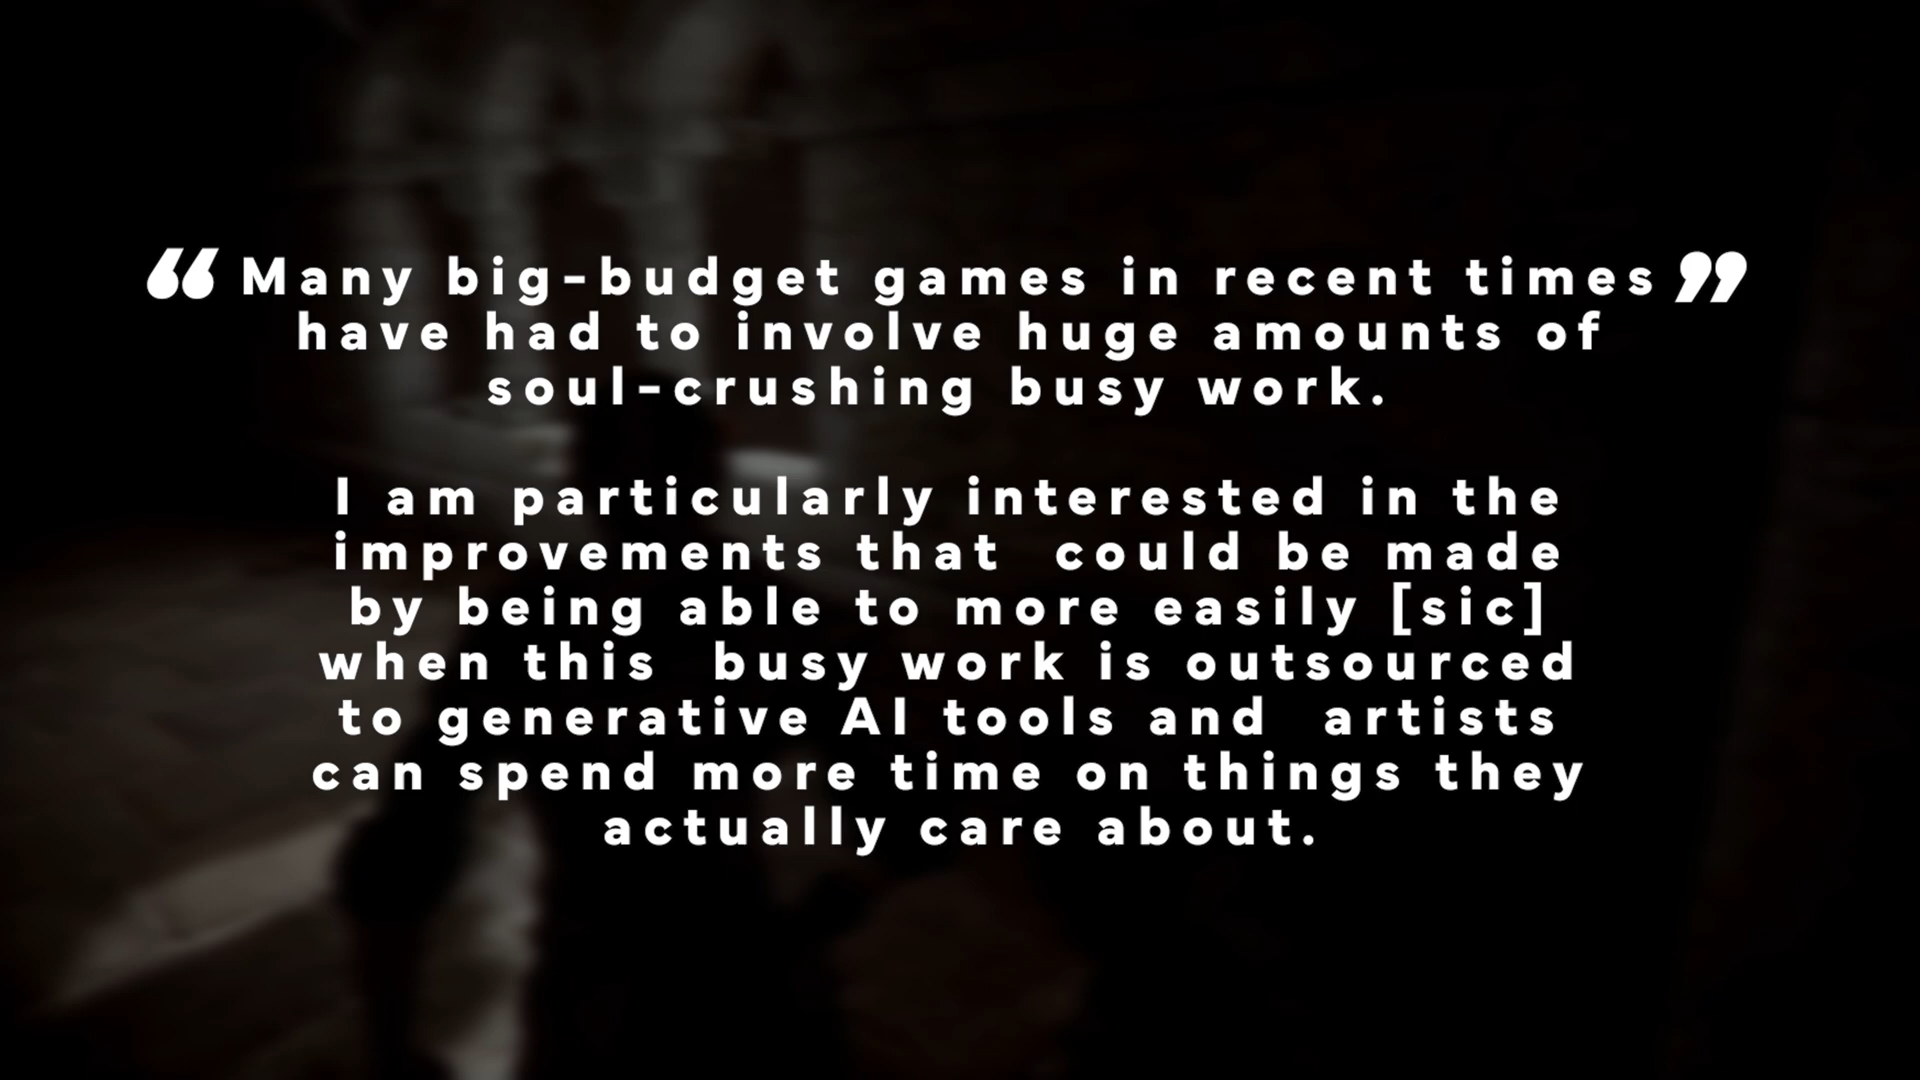 “Many big-budget games in recent times”
have had to involve huge amounts of
soul-crushing busy work.
I am particularly interested in the
improvements that could be made
by being able to more easily [sic]
when this busy work is outsourced
to generative AI tools and artists
can spend more time on things they
actually care about.